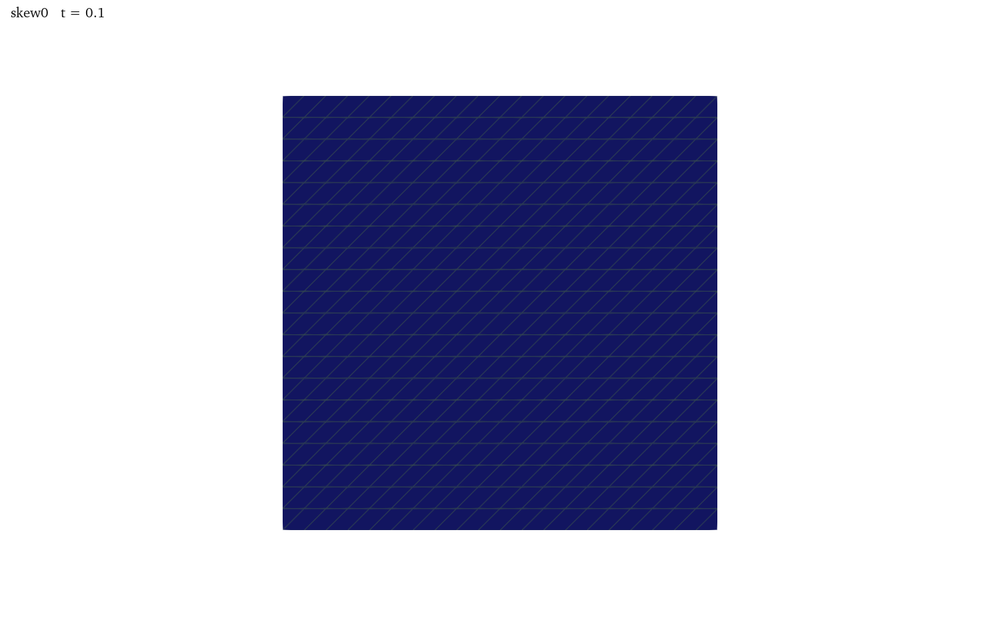 skew0 t = 0.1